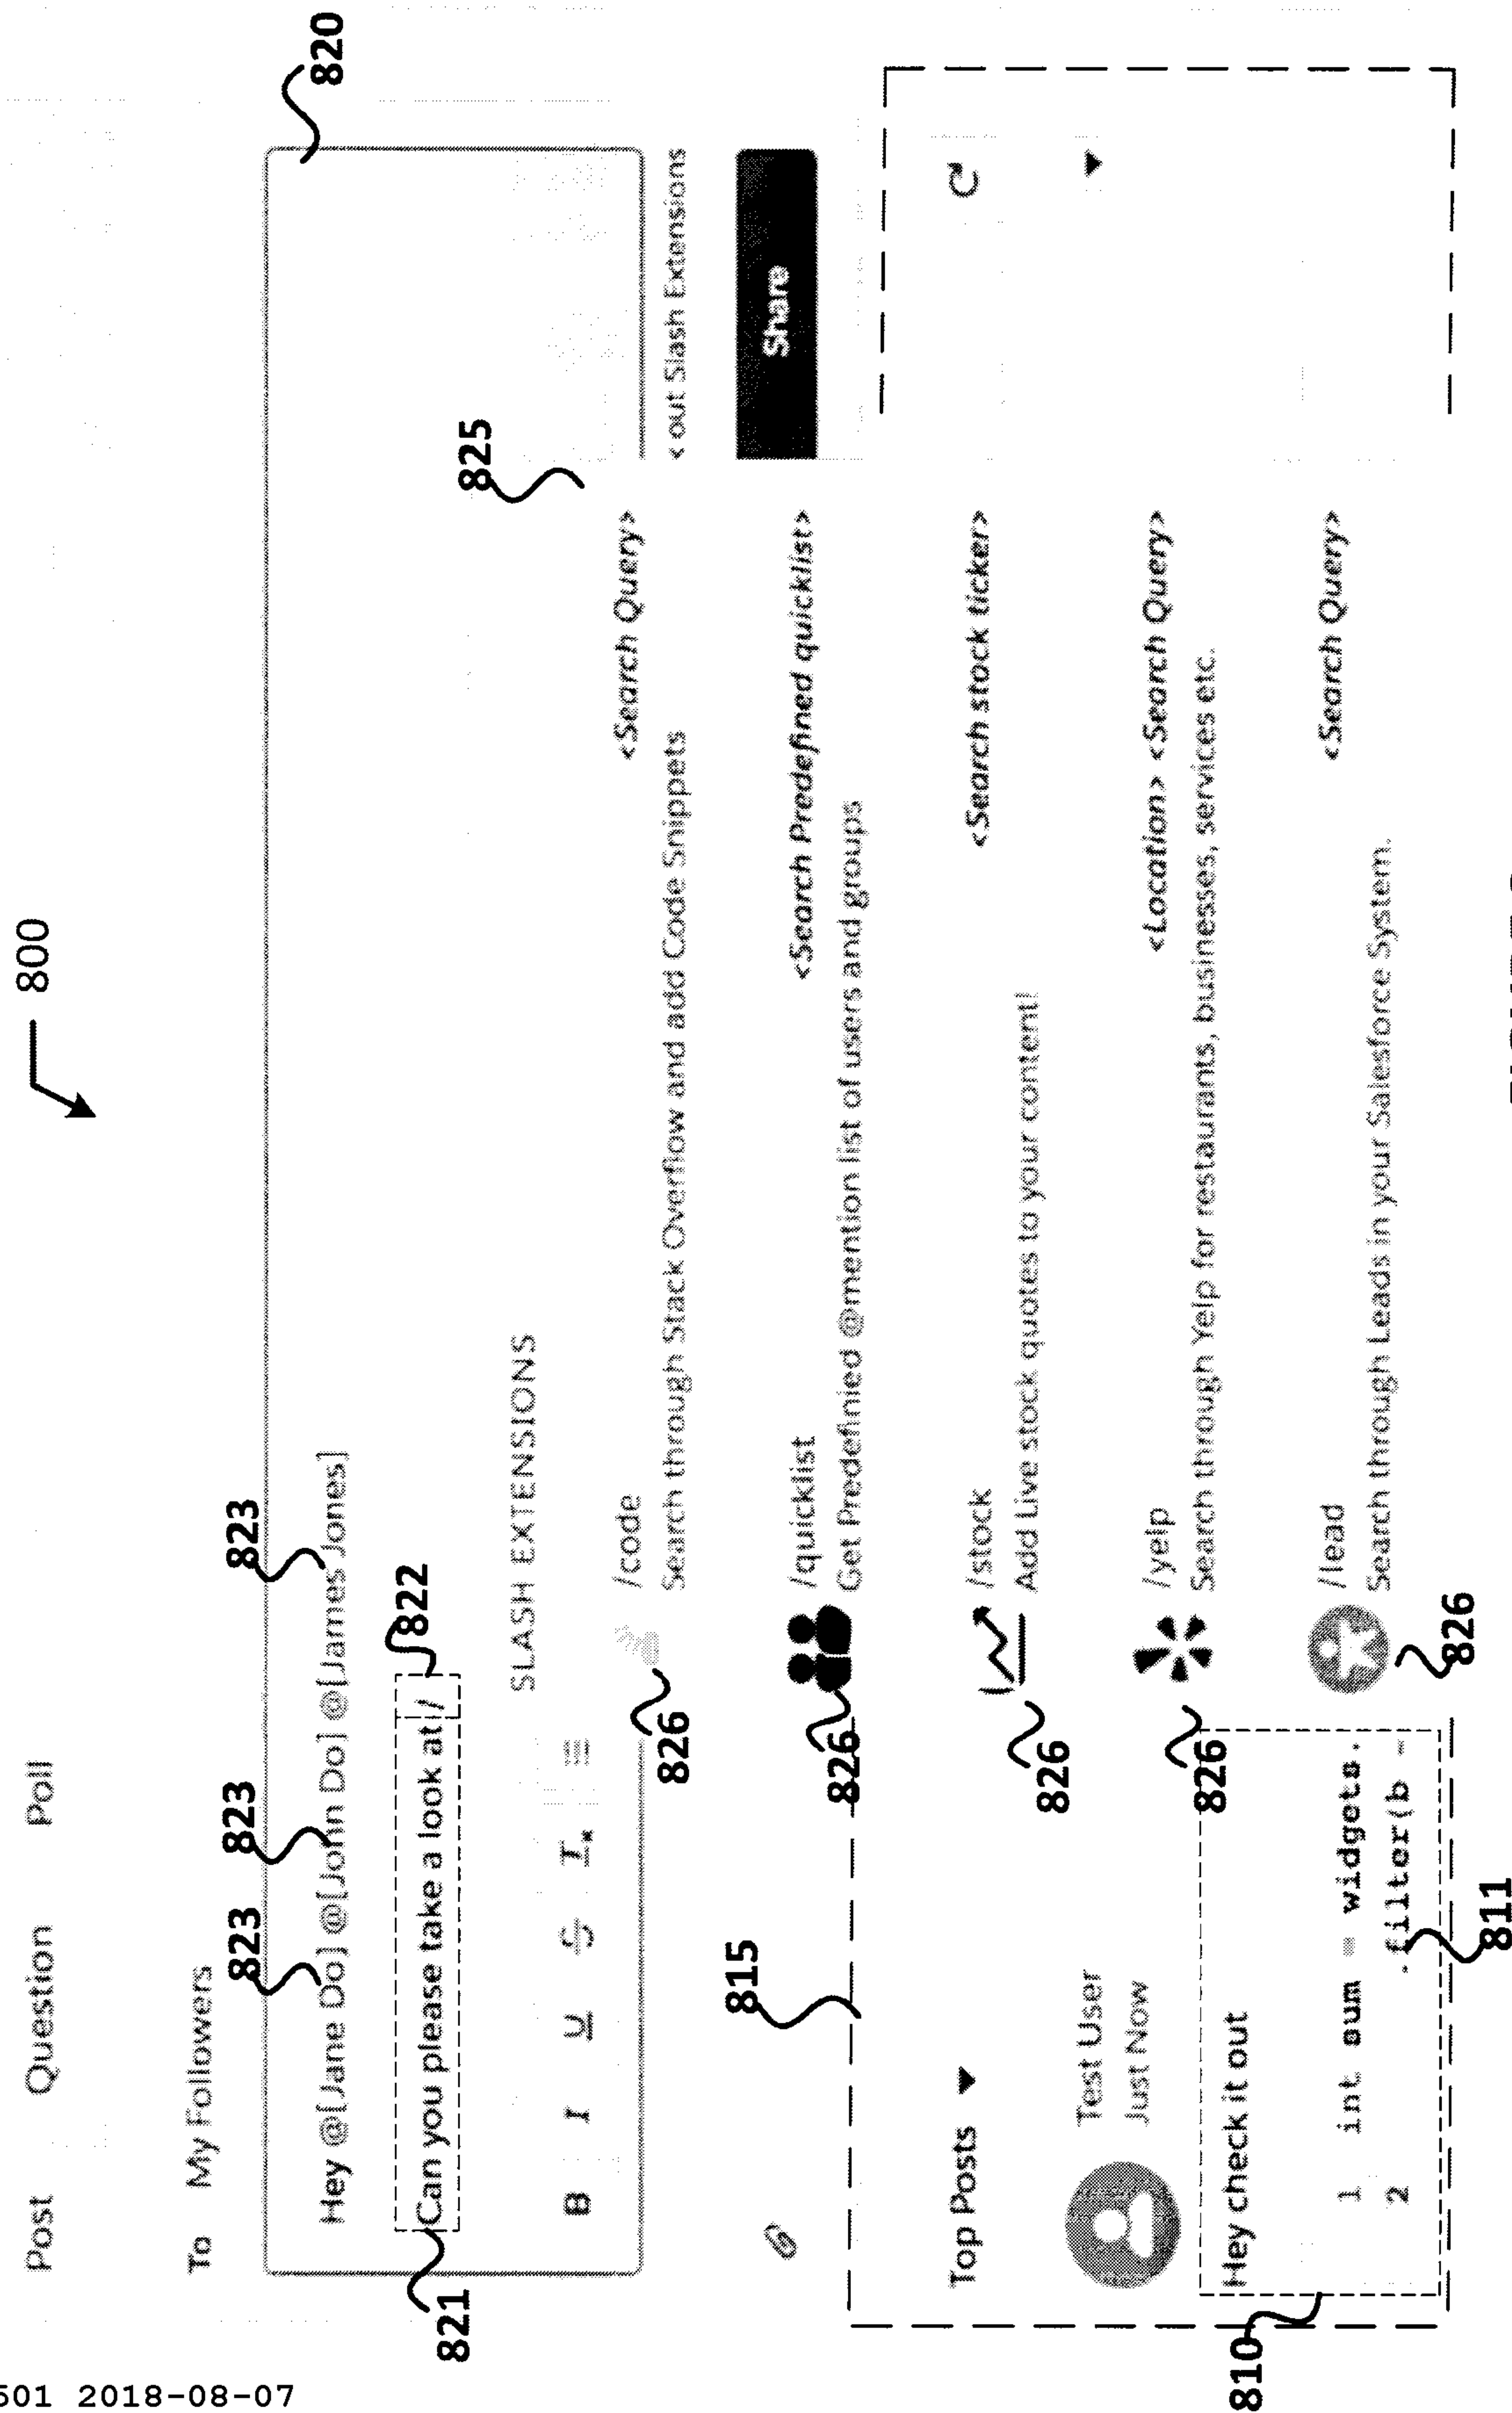 800
Post Question Poll
To My Followers
823 823 823
820
Hey @[Jane Do] @[John Do] @[James Jones]
821
Can you please take a look at /
822
825
B I U S Tx
SLASH EXTENSIONS
826
/code <Search Query>
Search through Stack Overflow and add Code Snippets
< out Slash Extensions
Share
826
/quicklist <Search Predefined quicklist>
Get Predefinied @mention list of users and groups
815
826
/stock <Search stock ticker>
Add Live stock quotes to your content!
Top Posts
Test User
Just Now
826
/yelp <Location> <Search Query>
Search through Yelp for restaurants, businesses, services etc.
810
Hey check it out
/lead <Search Query>
Search through Leads in your Salesforce System.
826
1 int sum = widgets.
2 .filter(b -
811
501 2018-08-07